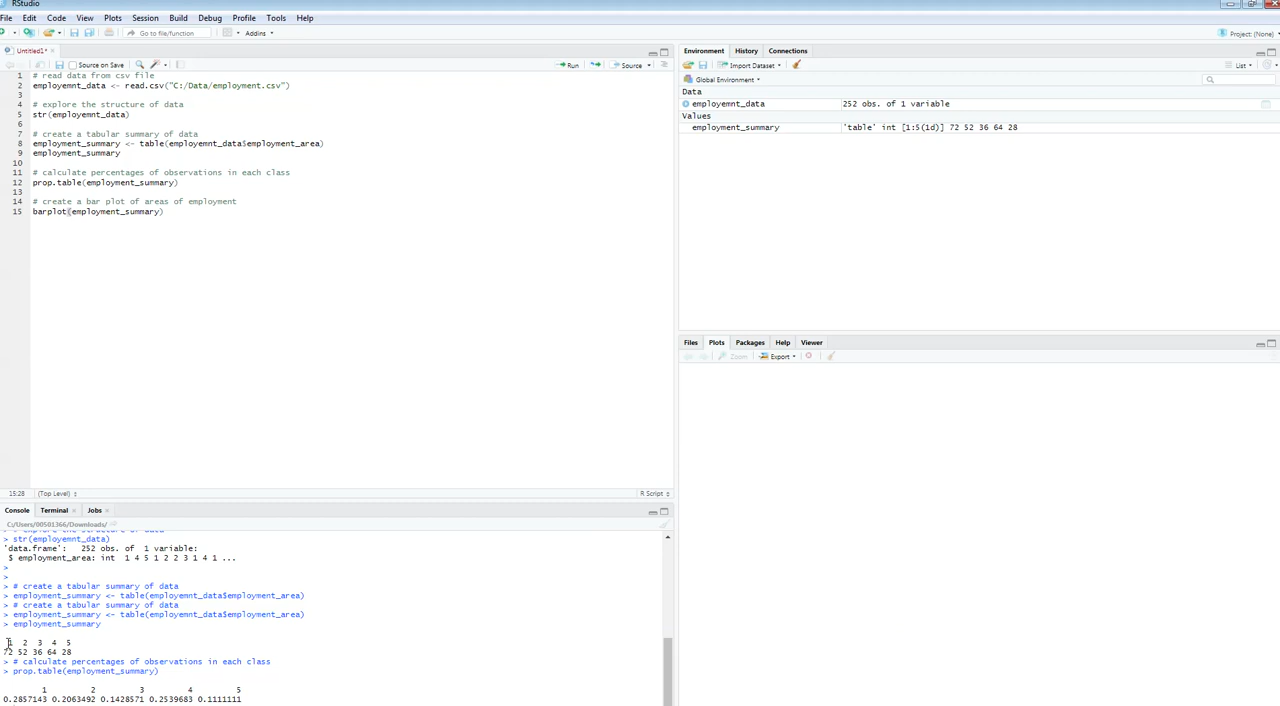 RStudio
File Edit Code View Plots Session Build Debug Profile Tools Help
Go to file/function Addins Project: (None)
Untitled1*
Source on Save Run Source
1 # read data from csv file
2 employemnt_data <- read.csv("C:/Data/employment.csv")
3
4 # explore the structure of data
5 str(employemnt_data)
6
7 # create a tabular summary of data
8 employment_summary <- table(employemnt_data$employment_area)
9 employment_summary
10
11 # calculate percentages of observations in each class
12 prop.table(employment_summary)
13
14 # create a bar plot of areas of employment
15 barplot(employment_summary)
15:28 (Top Level) R Script
Console Terminal Jobs
C:/Users/00501366/Downloads/
> # explore the structure of data
> str(employemnt_data)
'data.frame': 252 obs. of 1 variable:
$ employment_area: int 1 4 5 1 2 2 3 1 4 1 ...
>
>
> # create a tabular summary of data
> employment_summary <- table(employemnt_data$employment_area)
> # create a tabular summary of data
> employment_summary <- table(employemnt_data$employment_area)
> employment_summary
1 2 3 4 5
72 52 36 64 28
> # calculate percentages of observations in each class
> prop.table(employment_summary)
1 2 3 4 5
0.2857143 0.2063492 0.1428571 0.2539683 0.1111111
Environment History Connections
Import Dataset List
Global Environment
Data
employemnt_data 252 obs. of 1 variable
Values
employment_summary 'table' int [1:5(1d)] 72 52 36 64 28
Files Plots Packages Help Viewer
Zoom Export